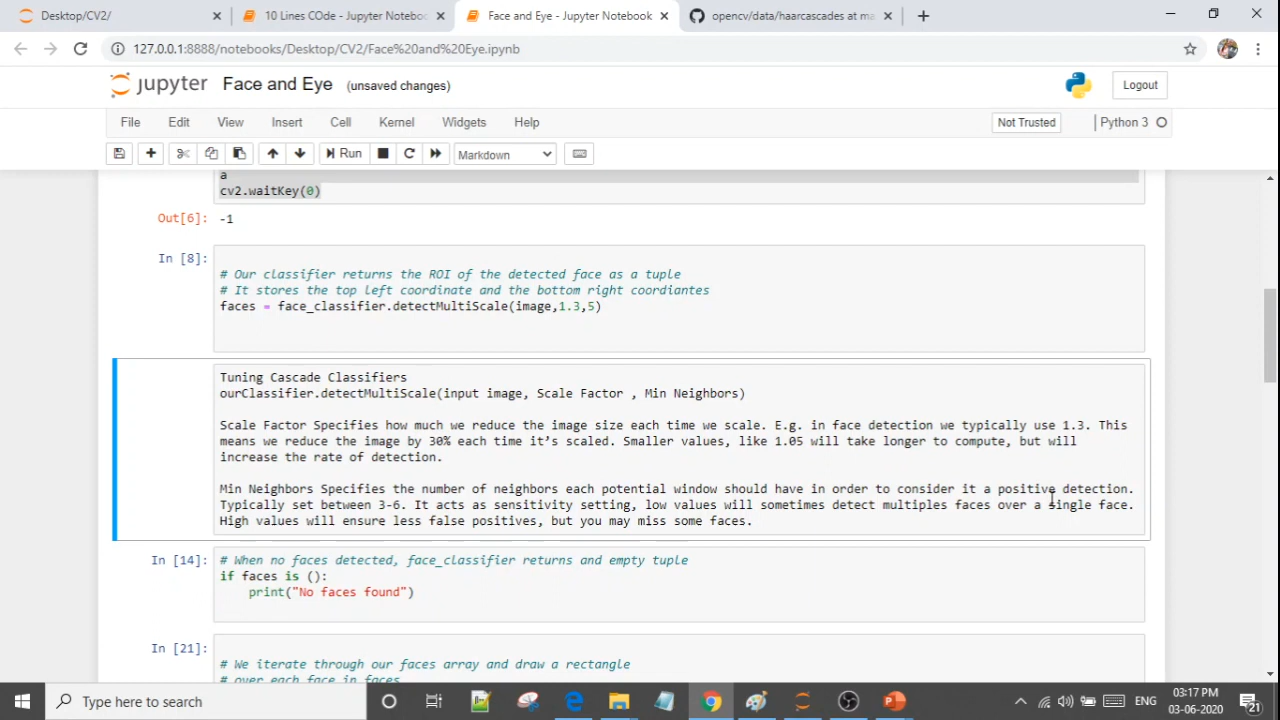 Desktop/CV2/
10 Lines COde - Jupyter Noteboo
Face and Eye - Jupyter Notebook
opencv/data/haarcascades at ma
127.0.0.1:8888/notebooks/Desktop/CV2/Face%20and%20Eye.ipynb
jupyter Face and Eye (unsaved changes)
Logout
File Edit View Insert Cell Kernel Widgets Help
Not Trusted
Python 3
Run
Markdown
a
cv2.waitKey(0)
Out[6]: -1
In [8]:
# Our classifier returns the ROI of the detected face as a tuple
# It stores the top left coordinate and the bottom right coordiantes
faces = face_classifier.detectMultiScale(image,1.3,5)
Tuning Cascade Classifiers
ourClassifier.detectMultiScale(input image, Scale Factor , Min Neighbors)
Scale Factor Specifies how much we reduce the image size each time we scale. E.g. in face detection we typically use 1.3. This
means we reduce the image by 30% each time it’s scaled. Smaller values, like 1.05 will take longer to compute, but will
increase the rate of detection.
Min Neighbors Specifies the number of neighbors each potential window should have in order to consider it a positive detection.
Typically set between 3-6. It acts as sensitivity setting, low values will sometimes detect multiples faces over a single face.
High values will ensure less false positives, but you may miss some faces.
In [14]: # When no faces detected, face_classifier returns and empty tuple
if faces is ():
print("No faces found")
In [21]:
# We iterate through our faces array and draw a rectangle
# over each face in faces
Type here to search
ENG
03:17 PM
03-06-2020
21